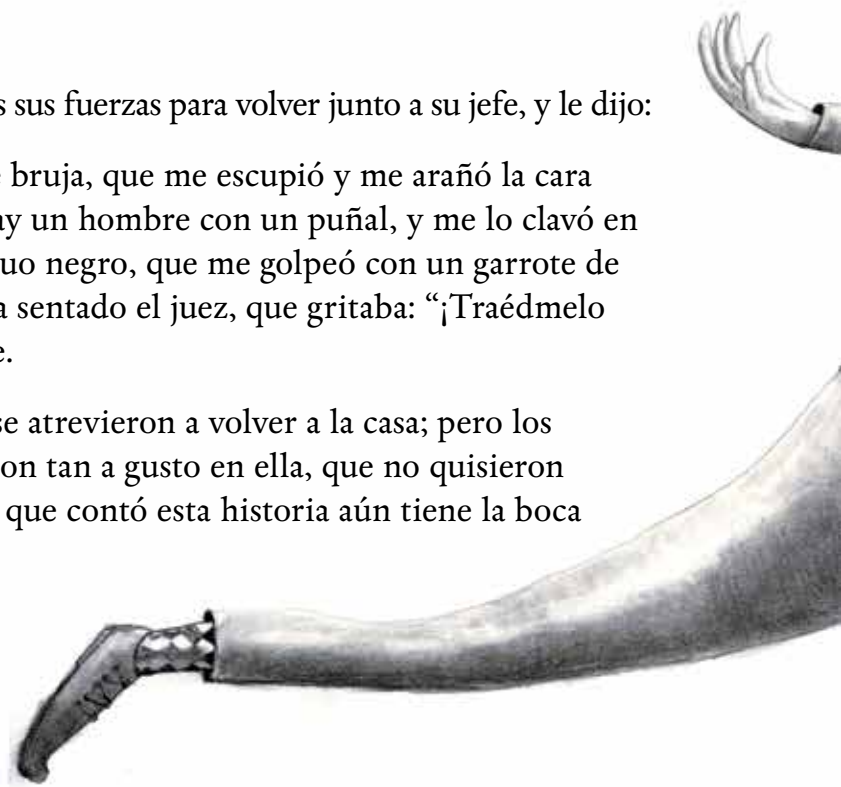 s sus fuerzas para volver junto a su jefe, y le dijo:
bruja, que me escupió y me arañó la cara
ay un hombre con un puñal, y me lo clavó en
uo negro, que me golpeó con un garrote de
a sentado el juez, que gritaba: “¡Traédmelo
e.
se atrevieron a volver a la casa; pero los
on tan a gusto en ella, que no quisieron
que contó esta historia aún tiene la boca